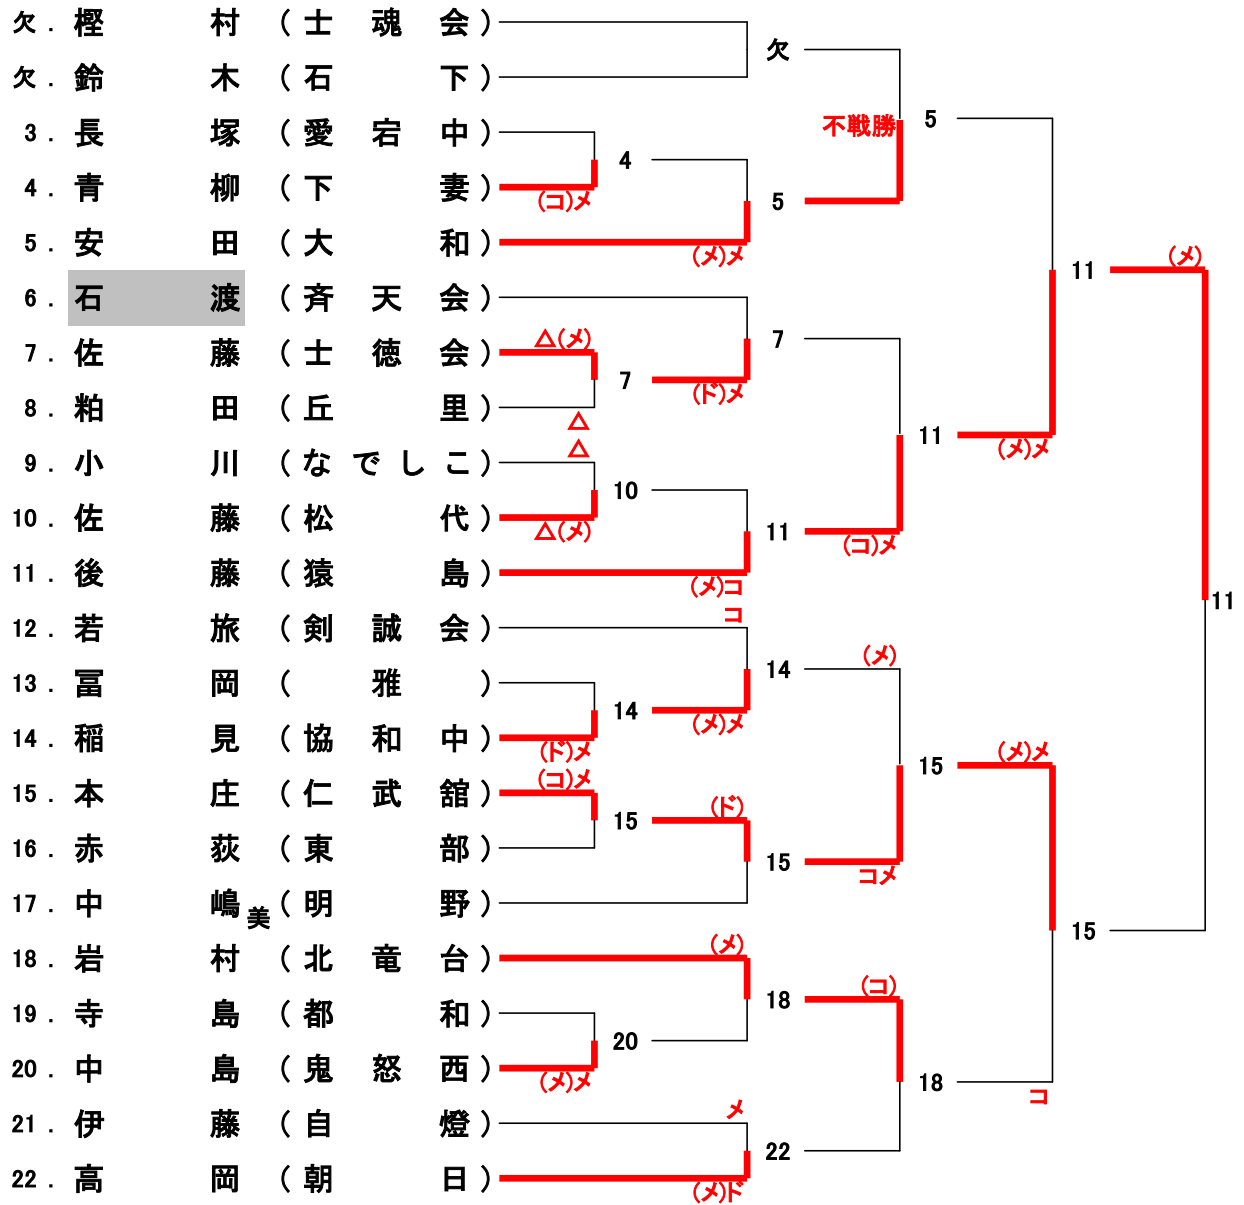 欠. 樫村(士魂会)
欠
欠. 鈴木(石下)
不戦勝
5
3. 長塚(愛宕中)
4
4. 青柳(下妻)
(コ)メ
5
5. 安田(大和)
(メ)メ
(メ)
11
6. 石渡(斉天会)
7
△(メ)
7. 佐藤(士徳会)
7
(ド)メ
8. 粕田(丘里)
△
11
(メ)メ
△
9. 小川(なでしこ)
10
10. 佐藤(松代)
△(メ)
11
(コ)メ
11. 後藤(猿島)
(メ)コ
11
コ
12. 若旅(剣誠会)
(メ)
14
13. 冨岡(雅)
14
(メ)メ
14. 稲見(協和中)
(ド)メ
(メ)メ
15
(コ)メ
15. 本庄(仁武舘)
(ド)
15
16. 赤荻(東部)
15
コメ
17. 中嶋美(明野)
15
(メ)
18. 岩村(北竜台)
(コ)
18
19. 寺島(都和)
20
20. 中島(鬼怒西)
(メ)メ
18
コ
メ
21. 伊藤(自燈)
22
22. 高岡(朝日)
(メ)ド